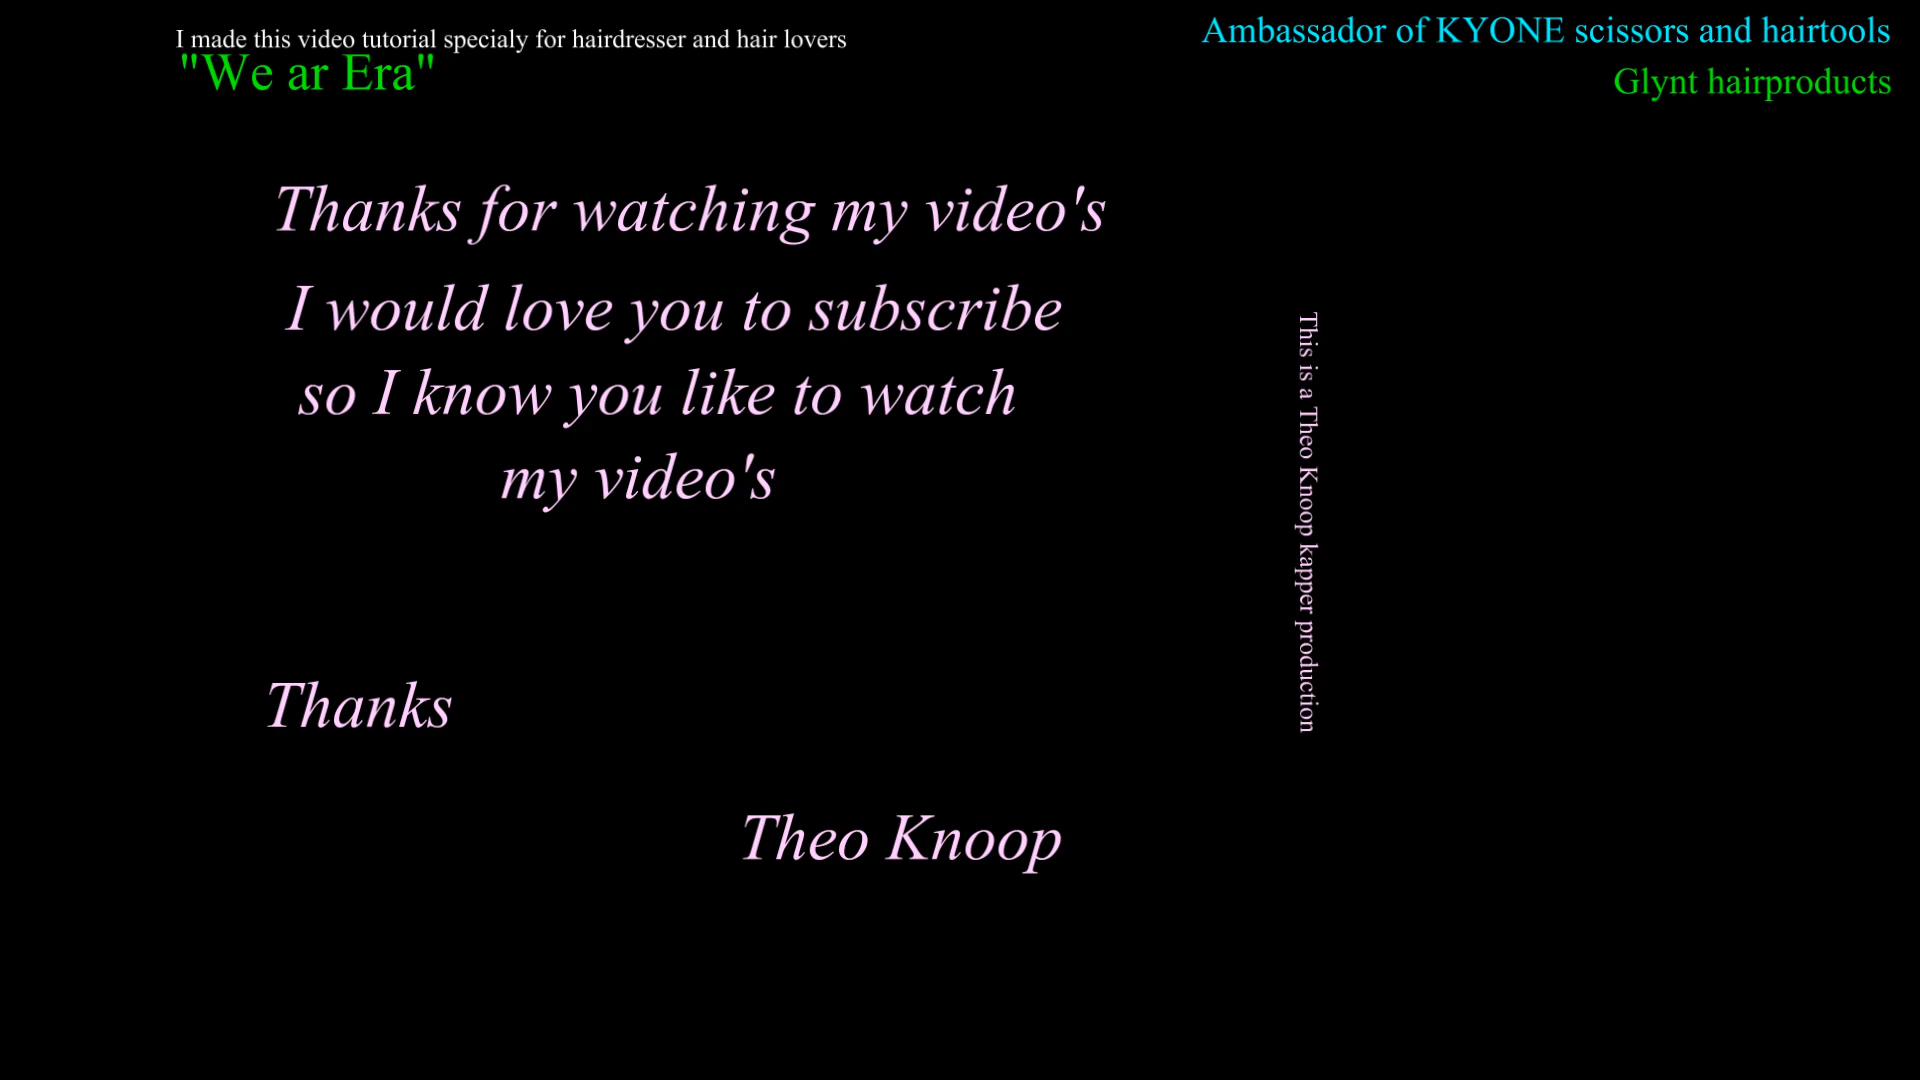 I made this video tutorial specialy for hairdresser and hair lovers
"We ar Era"
Ambassador of KYONE scissors and hairtools
Glynt hairproducts
Thanks for watching my video's
I would love you to subscribe
so I know you like to watch
my video's
This is a Theo Knoop kapper production
Thanks
Theo Knoop